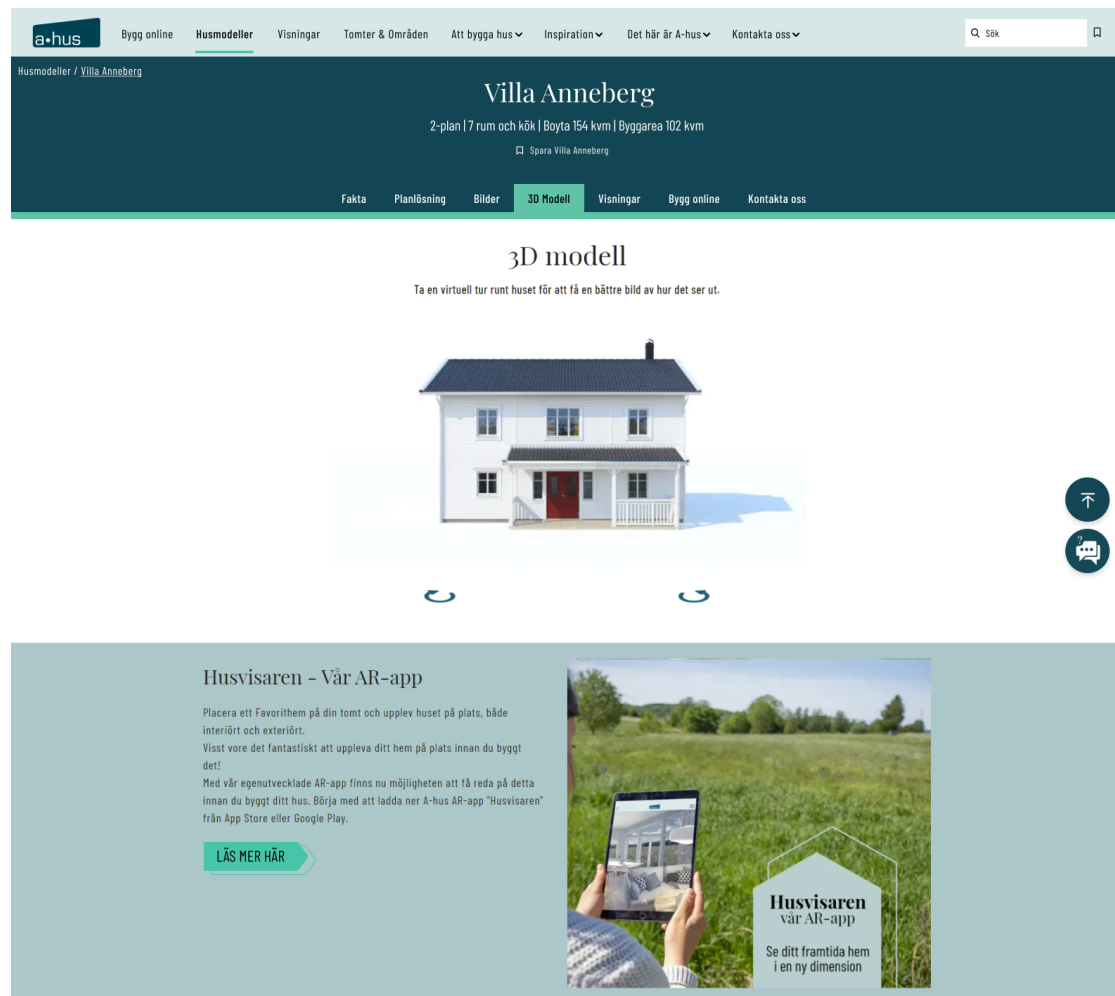 a•hus
Bygg online
Husmodeller
Visningar
Tomter & Områden
Att bygga hus
Inspiration
Det här är A-hus
Kontakta oss
Sök
Husmodeller / Villa Anneberg
Villa Anneberg
2-plan | 7 rum och kök | Boyta 154 kvm | Byggarea 102 kvm
Spara Villa Anneberg
Fakta
Planlösning
Bilder
3D Modell
Visningar
Bygg online
Kontakta oss
3D modell
Ta en virtuell tur runt huset för att få en bättre bild av hur det ser ut.
?
Husvisaren - Vår AR-app
Placera ett Favorithem på din tomt och upplev huset på plats, både
interiört och exteriört.
Visst vore det fantastiskt att uppleva ditt hem på plats innan du byggt
det!
Med vår egenutvecklade AR-app finns nu möjligheten att få reda på detta
innan du byggt ditt hus. Börja med att ladda ner A-hus AR-app "Husvisaren"
från App Store eller Google Play.
LÄS MER HÄR
Husvisaren
vår AR-app
Se ditt framtida hem
i en ny dimension